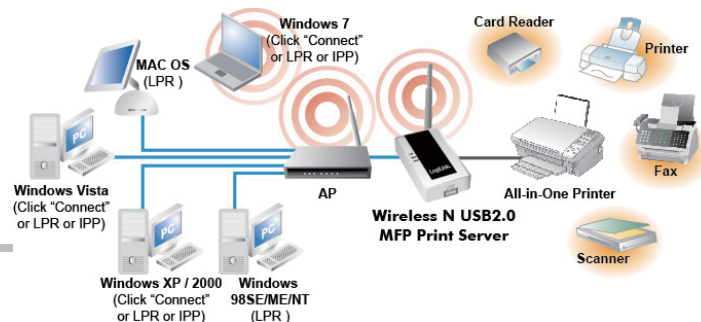 Windows 7
(Click "Connect"
or LPR or IPP)
Card Reader
Printer
MAC OS
(LPR )
PC
Windows Vista
(Click "Connect"
or LPR or IPP)
AP
LogiLink
Wireless N USB2.0
MFP Print Server
All-in-One Printer
Fax
PC
Windows XP / 2000
(Click "Connect"
or LPR or IPP)
PC
Windows
98SE/ME/NT
(LPR )
Scanner